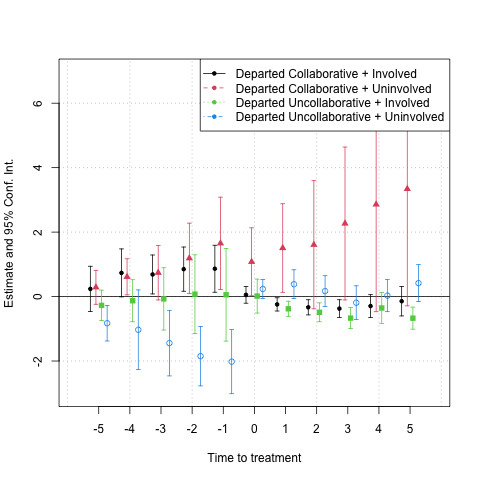 Departed Collaborative + Involved
Departed Collaborative + Uninvolved
Departed Uncollaborative + Involved
Departed Uncollaborative + Uninvolved
Estimate and 95% Conf. Int.
6
4
2
0
-2
-5 -4 -3 -2 -1 0 1 2 3 4 5
Time to treatment